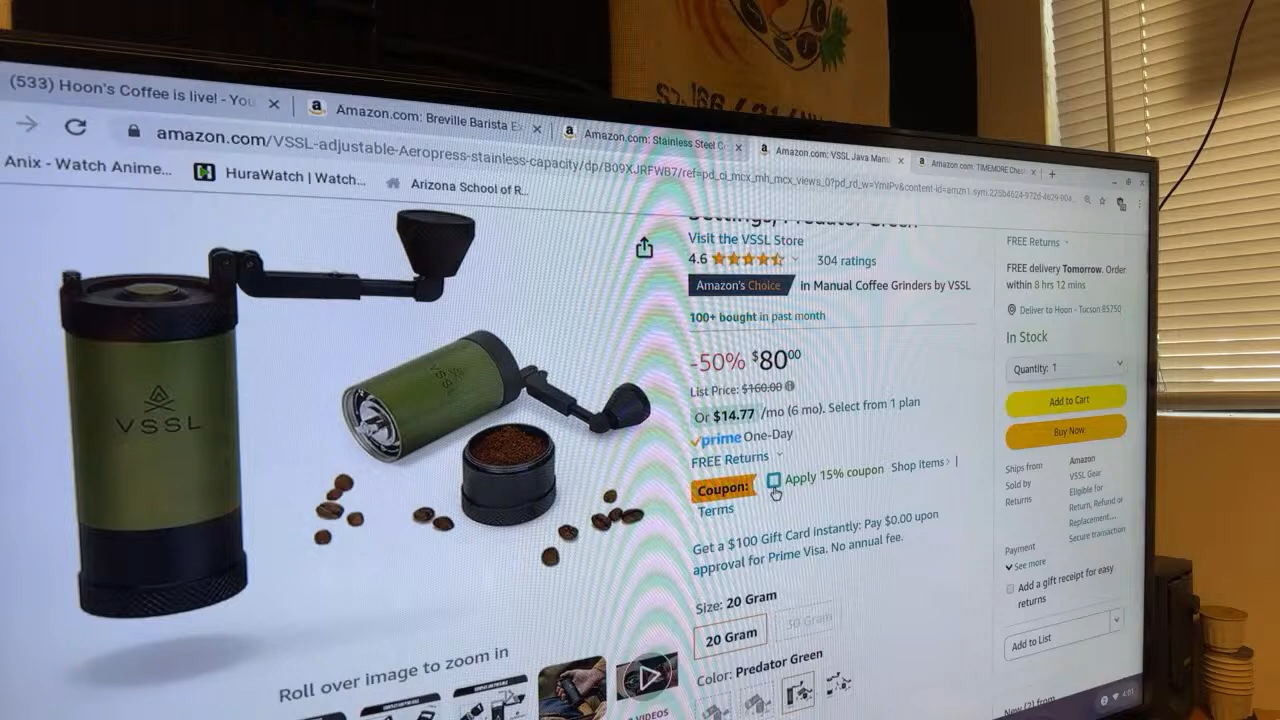 (533) Hoon's Coffee is live! - You
Amazon.com: Breville Barista Ex
Amazon.com: Stainless Steel
Amazon.com: VSSL Java Manu
Amazon.com: TIMEMORE
amazon.com/VSSL-adjustable-Aeropress-stainless-capacity/dp/B09XJRFWB7/
Anix - Watch Anime...
HuraWatch | Watch...
Arizona School of R...
Visit the VSSL Store
4.6
304 ratings
Amazon's Choice
in Manual Coffee Grinders by VSSL
100+ bought in past month
-50% $80⁰⁰
List Price: $160.00
Or $14.77 /mo (6 mo). Select from 1 plan
prime One-Day
FREE Returns
Coupon:
Apply 15% coupon
Shop items
|
Terms
Get a $100 Gift Card instantly: Pay $0.00 upon
approval for Prime Visa. No annual fee.
Size: 20 Gram
20 Gram
30 Gram
Color: Predator Green
VSSL
VSSL
Roll over image to zoom in
VIDEOS
FREE Returns
FREE delivery Tomorrow. Order
within 8 hrs 12 mins
Deliver to Hoon - Tucson 85750
In Stock
Quantity: 1
Add to Cart
Buy Now
Ships from
Amazon
Sold by
VSSL Gear
Returns
Eligible for
Return, Refund or
Replacement...
Payment
Secure transaction
See more
Add a gift receipt for easy
returns
Add to List
New (2) from
4:01